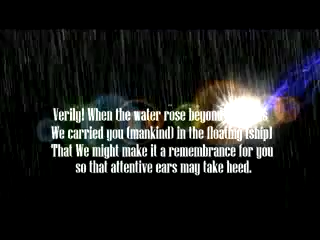 Verily! When the water rose beyond
We carried you (mankind) in the floating (ship)
That We might make it a remembrance for you
so that attentive ears may take heed.